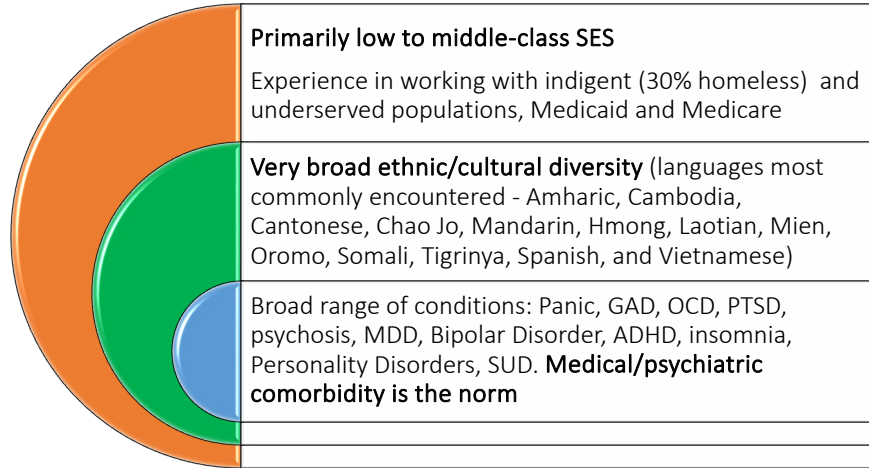 Primarily low to middle-class SES
Experience in working with indigent (30% homeless) and
underserved populations, Medicaid and Medicare
Very broad ethnic/cultural diversity (languages most
commonly encountered - Amharic, Cambodia,
Cantonese, Chao Jo, Mandarin, Hmong, Laotian, Mien,
Oromo, Somali, Tigrinya, Spanish, and Vietnamese)
Broad range of conditions: Panic, GAD, OCD, PTSD,
psychosis, MDD, Bipolar Disorder, ADHD, insomnia,
Personality Disorders, SUD. Medical/psychiatric
comorbidity is the norm